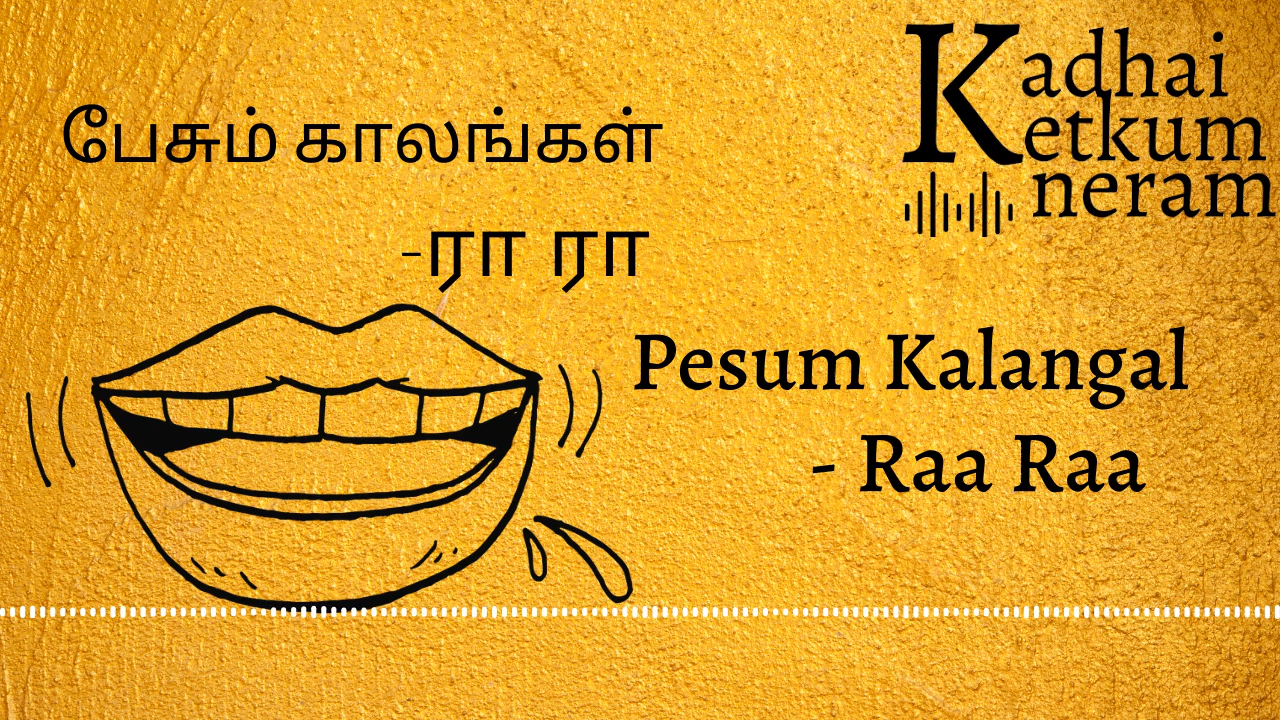 பேசும் காலங்கள்
-ரா ரா
Kadhai
Ketkum
neram
Pesum Kalangal
- Raa Raa